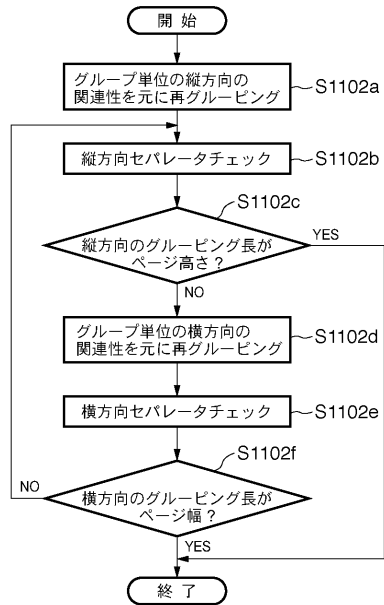 開 始
グループ単位の縦方向の
関連性を元に再グルーピング
S1102a
縦方向セパレータチェック
S1102b
S1102c
縦方向のグルーピング長が
ページ高さ？
YES
NO
グループ単位の横方向の
関連性を元に再グルーピング
S1102d
横方向セパレータチェック
S1102e
S1102f
NO
横方向のグルーピング長が
ページ幅？
YES
終 了